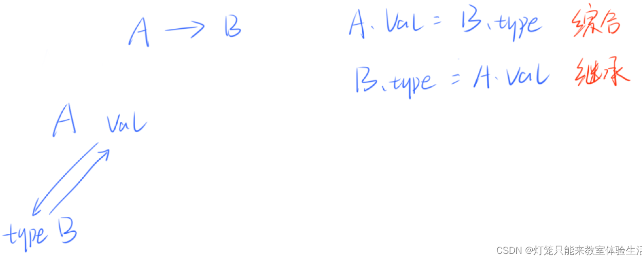 A → B A.val = B.type 综合
B.type = A.val 继承
A val
type B
CSDN @灯笼只能来教室体验生活